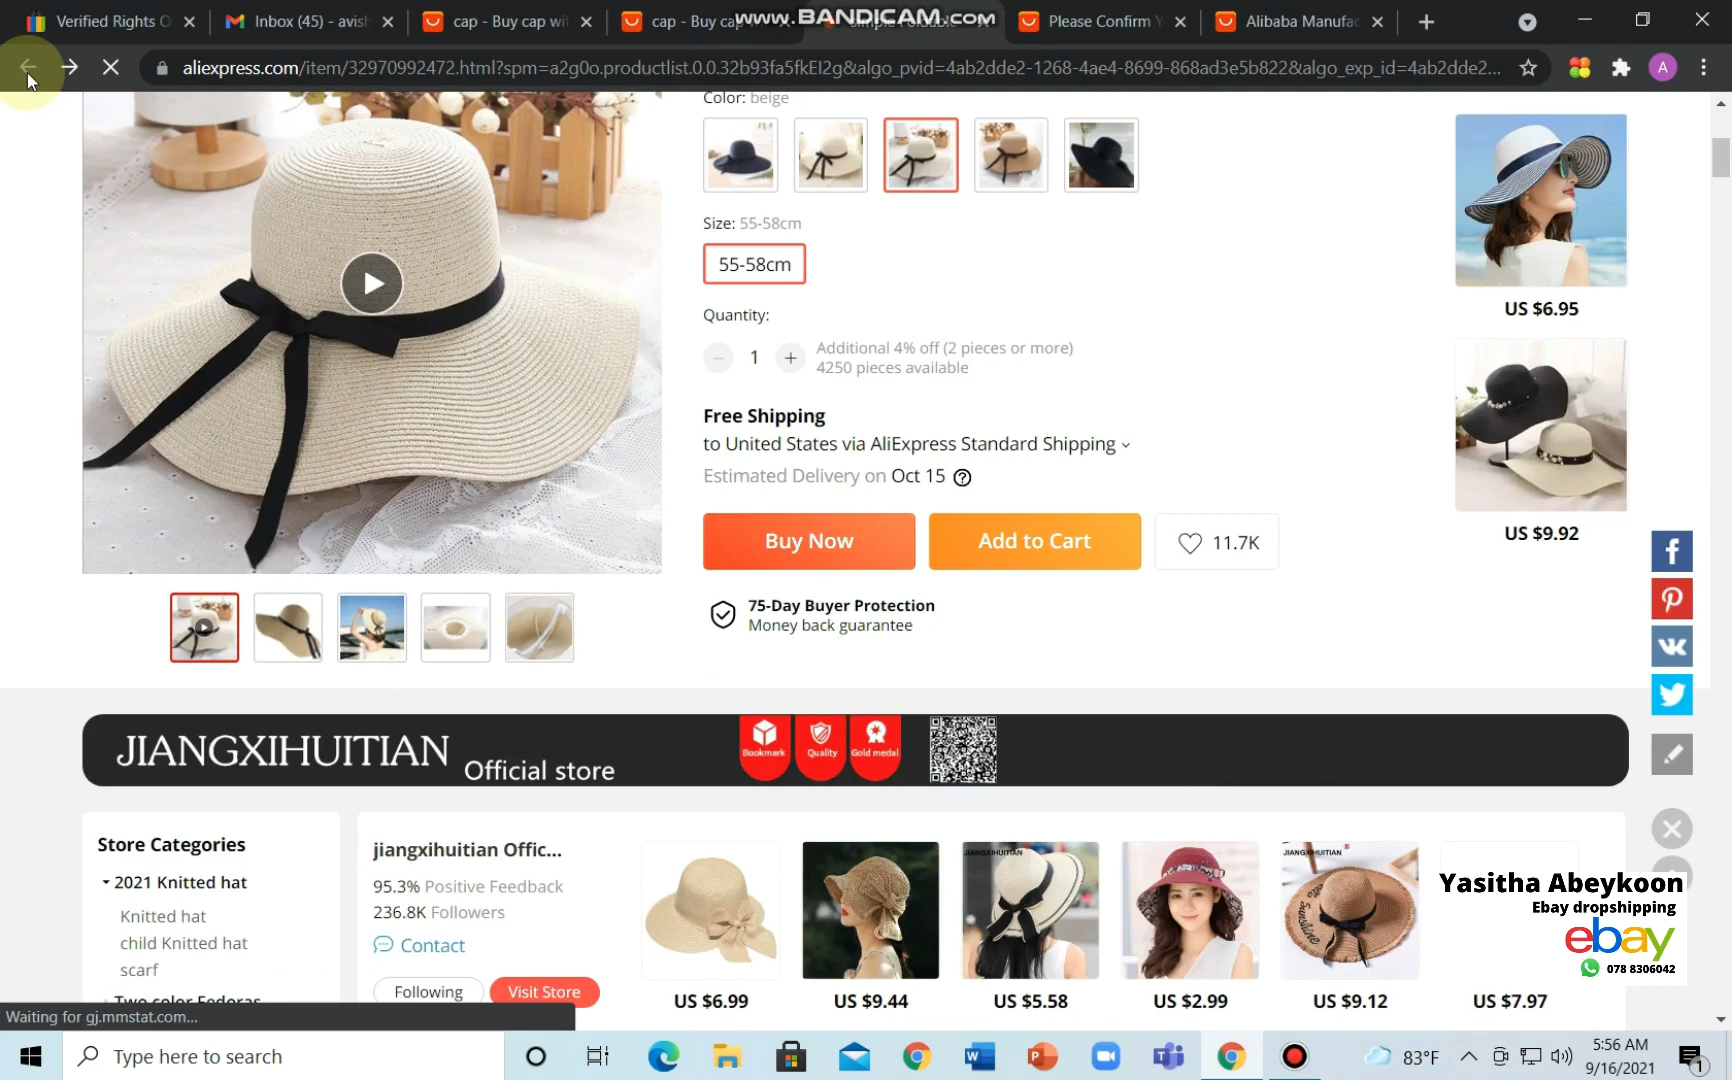 Verified Rights O
Inbox (45) - avish
cap - Buy cap wit
cap - Buy cap
www.BANDICAM.com
Please Confirm Y
Alibaba Manufac
aliexpress.com/item/32970992472.html?spm=a2g0o.productlist.0.0.32b93fa5fkEI2g&algo_pvid=4ab2dde2-1268-4ae4-8699-868ad3e5b822&algo_exp_id=4ab2dde2...
A
Color: beige
Size: 55-58cm
55-58cm
Quantity:
1
Additional 4% off (2 pieces or more)
4250 pieces available
Free Shipping
to United States via AliExpress Standard Shipping
Estimated Delivery on Oct 15
Buy Now
Add to Cart
11.7K
75-Day Buyer Protection
Money back guarantee
US $6.95
US $9.92
JIANGXIHUITIAN Official store
Bookmark
Quality
Gold medal
Store Categories
2021 Knitted hat
Knitted hat
child Knitted hat
scarf
Two color Fedoras
jiangxihuitian Offic...
95.3% Positive Feedback
236.8K Followers
Contact
Following
Visit Store
JIANGXIHUITIAN
JIANGXIHUITIAN
US $6.99
US $9.44
US $5.58
US $2.99
US $9.12
US $7.97
Yasitha Abeykoon
Ebay dropshipping
ebay
078 8306042
Waiting for gj.mmstat.com...
Type here to search
83°F
5:56 AM
9/16/2021
1